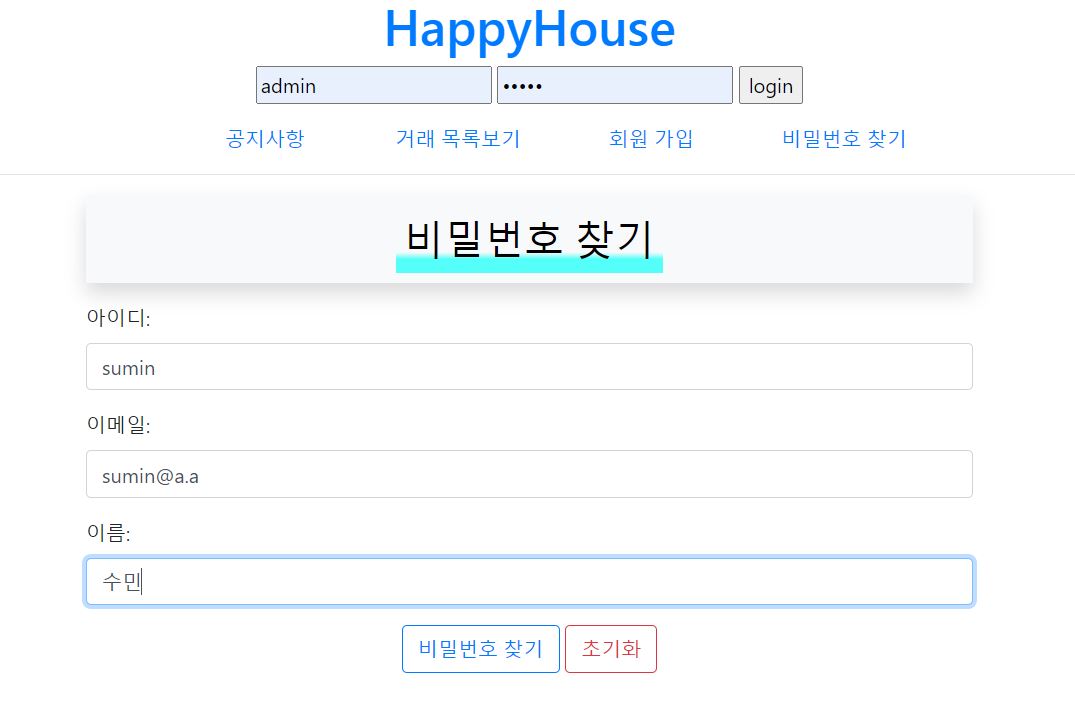 HappyHouse
admin ••••• login
공지사항 거래 목록보기 회원 가입 비밀번호 찾기
비밀번호 찾기
아이디:
sumin
이메일:
sumin@a.a
이름:
수민
비밀번호 찾기 초기화